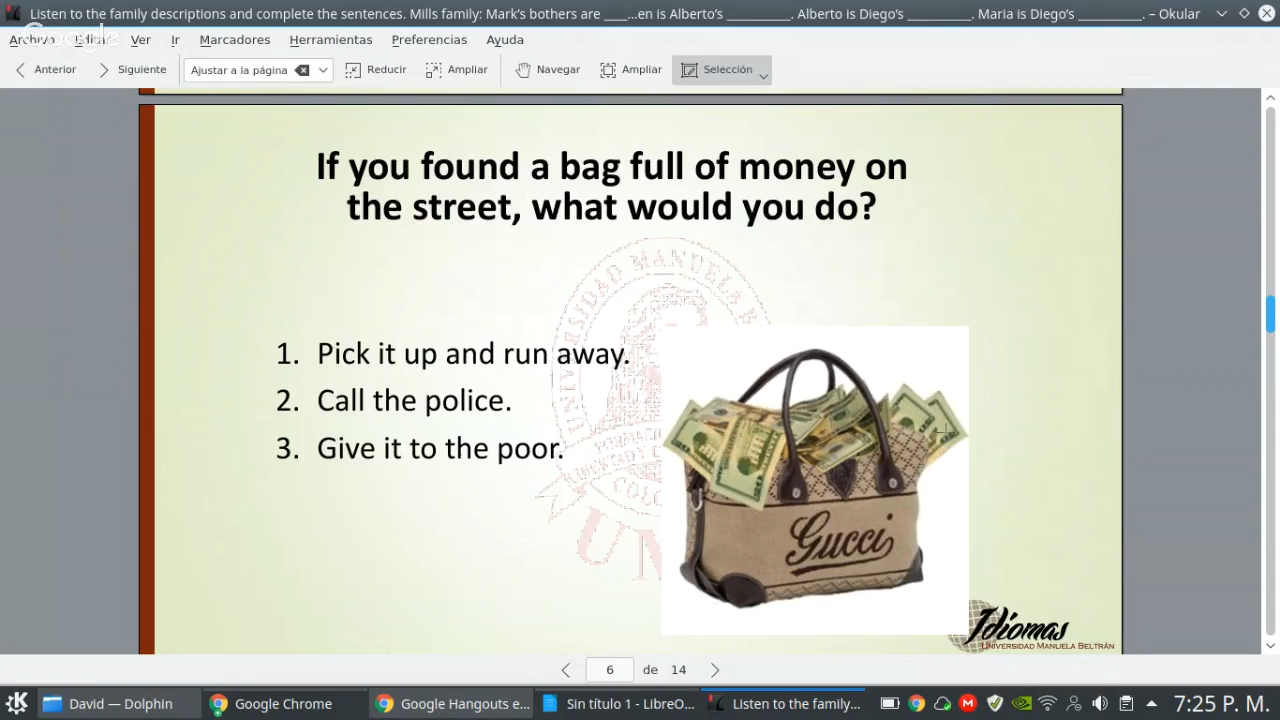 Listen to the family descriptions and complete the sentences. Mills family: Mark's bothers are ____...en is Alberto's __________. Alberto is Diego's __________. Maria is Diego's __________. – Okular
Google
Archivo Editar Ver Ir Marcadores Herramientas Preferencias Ayuda
Anterior Siguiente Ajustar a la página Reducir Ampliar Navegar Ampliar Selección
If you found a bag full of money on
the street, what would you do?
1. Pick it up and run away.
2. Call the police.
3. Give it to the poor.
Gucci
Idiomas
UNIVERSIDAD MANUELA BELTRÁN
6 de 14
David — Dolphin Google Chrome Google Hangouts e... Sin título 1 - LibreO... Listen to the family... 7:25 P. M.